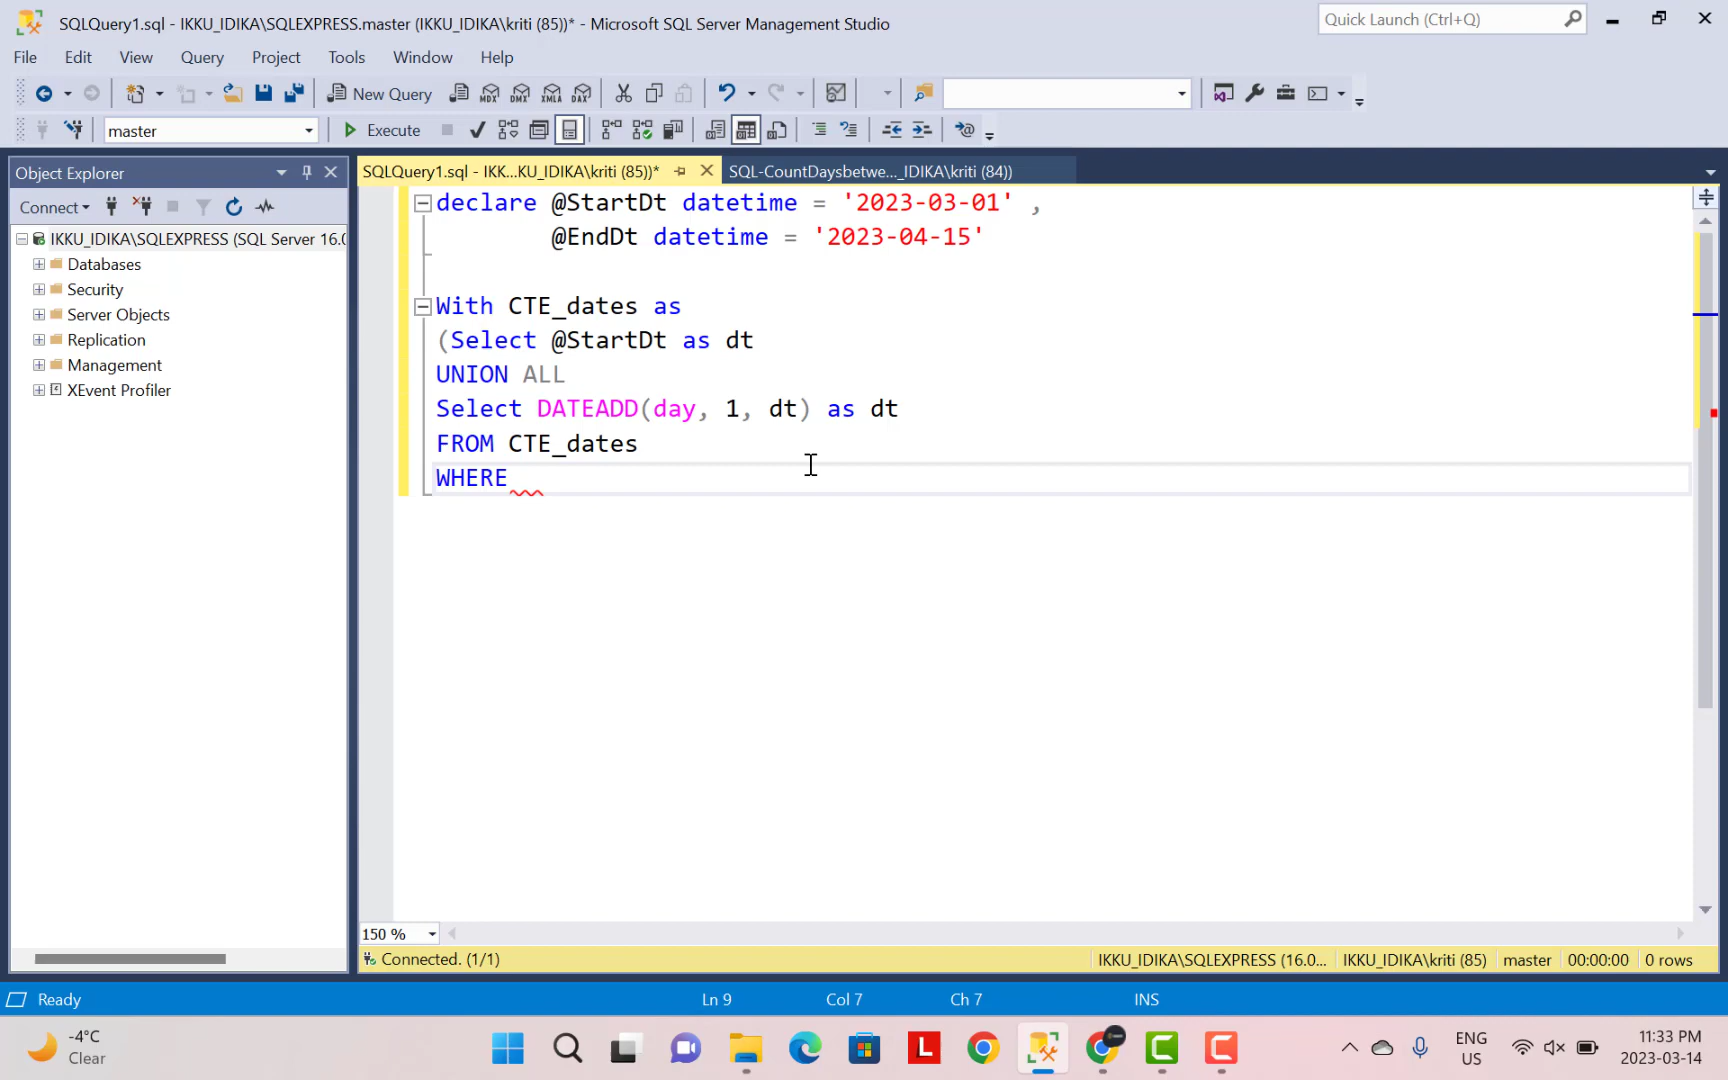 SQLQuery1.sql - IKKU_IDIKA\SQLEXPRESS.master (IKKU_IDIKA\kriti (85))* - Microsoft SQL Server Management Studio
Quick Launch (Ctrl+Q)
File Edit View Query Project Tools Window Help
New Query MDX DMX XMLA DAX
master Execute
Object Explorer
SQLQuery1.sql - IKK...KU_IDIKA\kriti (85))* SQL-CountDaysbetwe..._IDIKA\kriti (84))
Connect
IKKU_IDIKA\SQLEXPRESS (SQL Server 16.0
Databases
Security
Server Objects
Replication
Management
XEvent Profiler
declare @StartDt datetime = '2023-03-01' ,
@EndDt datetime = '2023-04-15'
With CTE_dates as
(Select @StartDt as dt
UNION ALL
Select DATEADD(day, 1, dt) as dt
FROM CTE_dates
WHERE
150 %
Connected. (1/1) IKKU_IDIKA\SQLEXPRESS (16.0... IKKU_IDIKA\kriti (85) master 00:00:00 0 rows
Ready Ln 9 Col 7 Ch 7 INS
-4°C
Clear
L
C
C
ENG
US
11:33 PM
2023-03-14